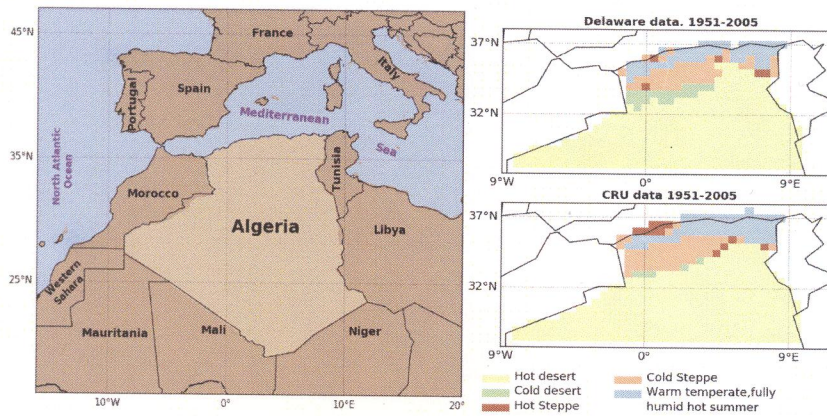 45°N
35°N
25°N
10°W
0°
10°E
20°
France
Italy
Spain
Portugal
Mediterranean
Sea
North Atlantic
Ocean
Tunisia
Morocco
Algeria
Libya
Western
Sahara
Mauritania
Mali
Niger
Delaware data. 1951-2005
37°N
32°N
9°W
0°
9°E
CRU data 1951-2005
37°N
32°N
9°W
0°
9°E
Hot desert
Cold desert
Hot Steppe
Cold Steppe
Warm temperate,fully
humid hot summer